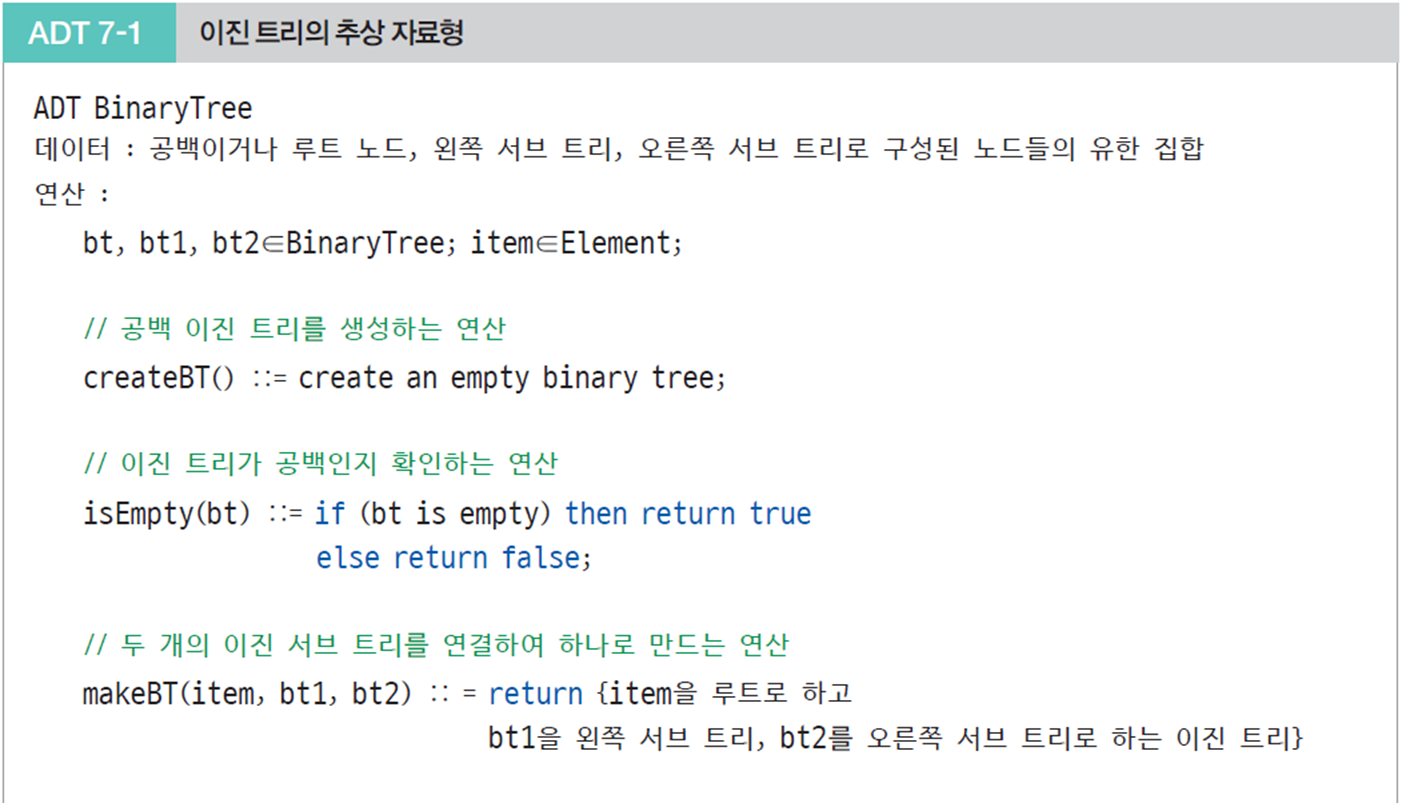 ADT 7-1 이진 트리의 추상 자료형
ADT BinaryTree
데이터 : 공백이거나 루트 노드, 왼쪽 서브 트리, 오른쪽 서브 트리로 구성된 노드들의 유한 집합
연산 :
bt, bt1, bt2∈BinaryTree; item∈Element;
// 공백 이진 트리를 생성하는 연산
createBT() ::= create an empty binary tree;
// 이진 트리가 공백인지 확인하는 연산
isEmpty(bt) ::= if (bt is empty) then return true
else return false;
// 두 개의 이진 서브 트리를 연결하여 하나로 만드는 연산
makeBT(item, bt1, bt2) :: = return {item을 루트로 하고
bt1을 왼쪽 서브 트리, bt2를 오른쪽 서브 트리로 하는 이진 트리}